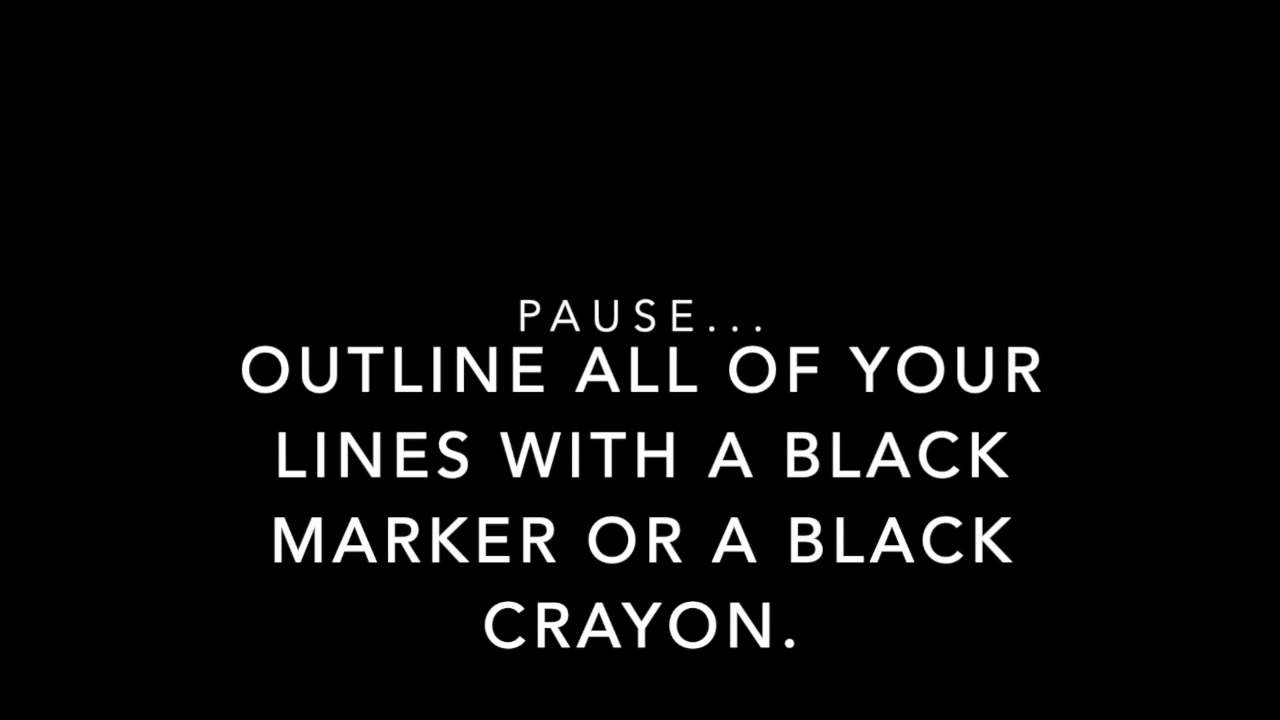 PAUSE...
OUTLINE ALL OF YOUR
LINES WITH A BLACK
MARKER OR A BLACK
CRAYON.